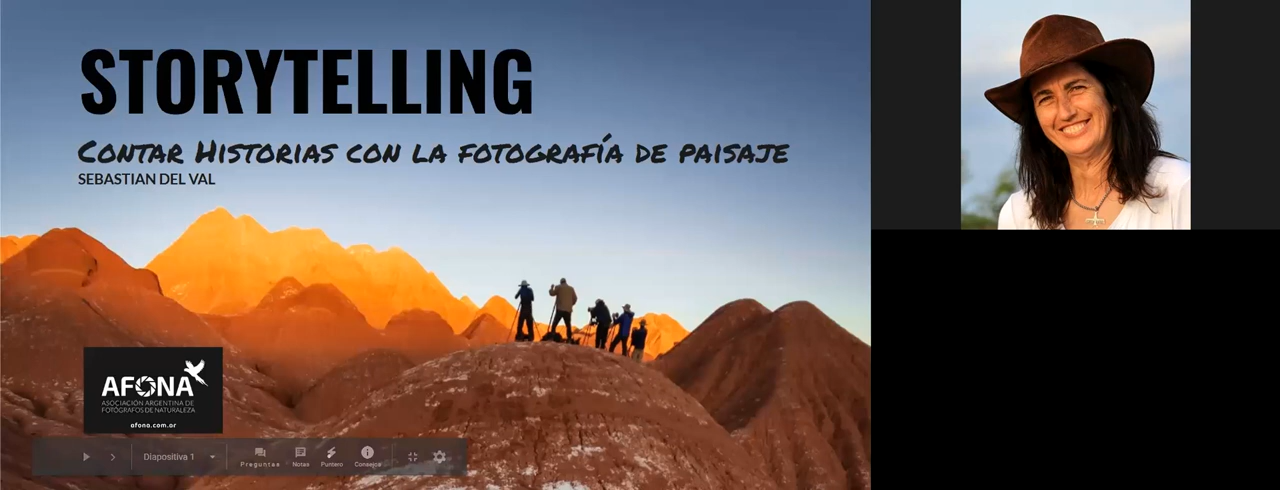 STORYTELLING
CONTAR HISTORIAS CON LA FOTOGRAFÍA DE PAISAJE
SEBASTIAN DEL VAL
AFONA
ASOCIACIÓN ARGENTINA DE
FOTÓGRAFOS DE NATURALEZA
afona.com.ar
Diapositiva 1
Preguntas
Notas
Puntero
Consejos